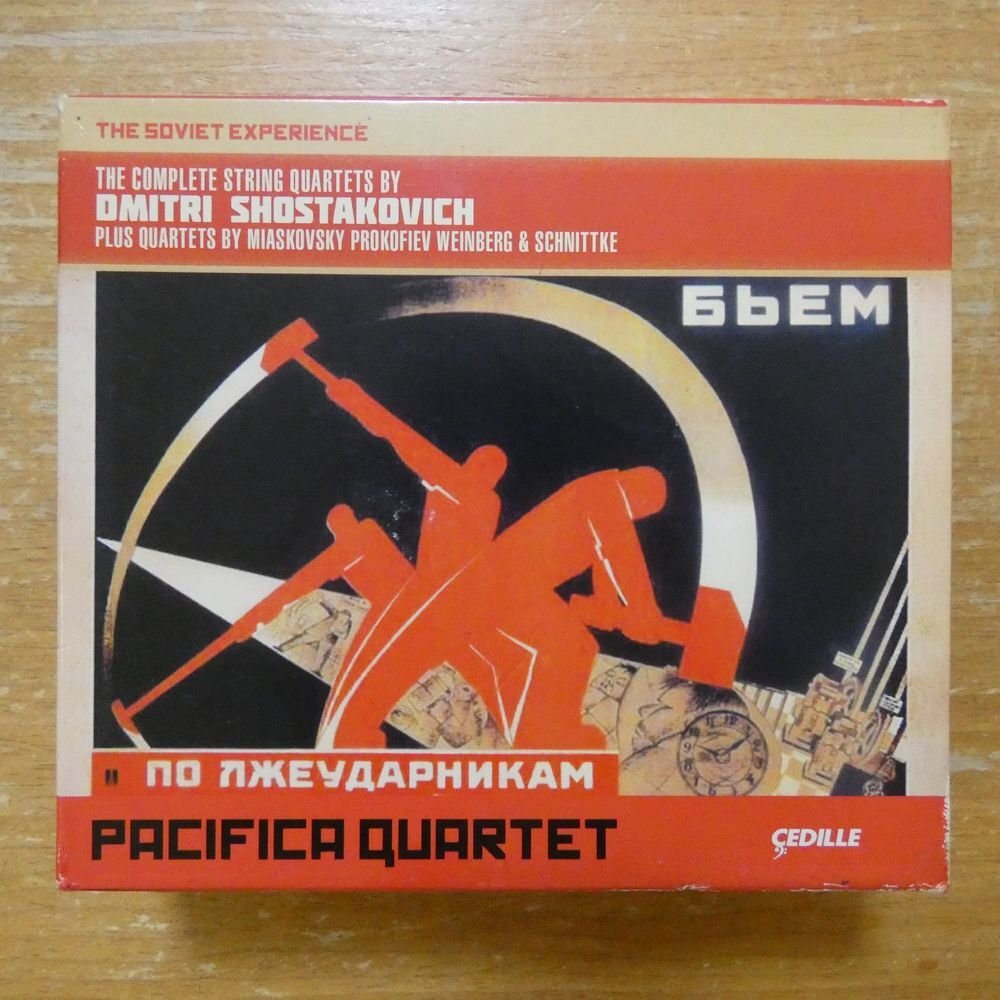 THE SOVIET EXPERIENCE
THE COMPLETE STRING QUARTETS BY
DMITRI SHOSTAKOVICH
PLUS QUARTETS BY MIASKOVSKY PROKOFIEV WEINBERG & SCHNITTKE
БЬЕМ
ПО ЛЖЕУДАРНИКАМ
PACIFICA QUARTET
ÇEDILLE